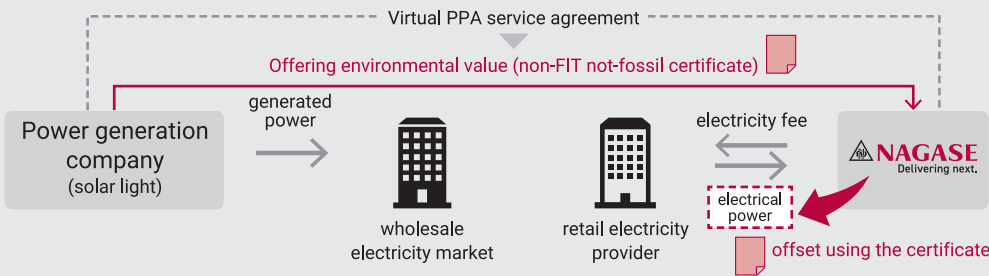 Virtual PPA service agreement
Offering environmental value (non-FIT not-fossil certificate)
generated
power
electricity fee
Power generation
company
(solar light)
NAGASE
Delivering next.
electrical
power
wholesale
electricity market
retail electricity
provider
offset using the certificate